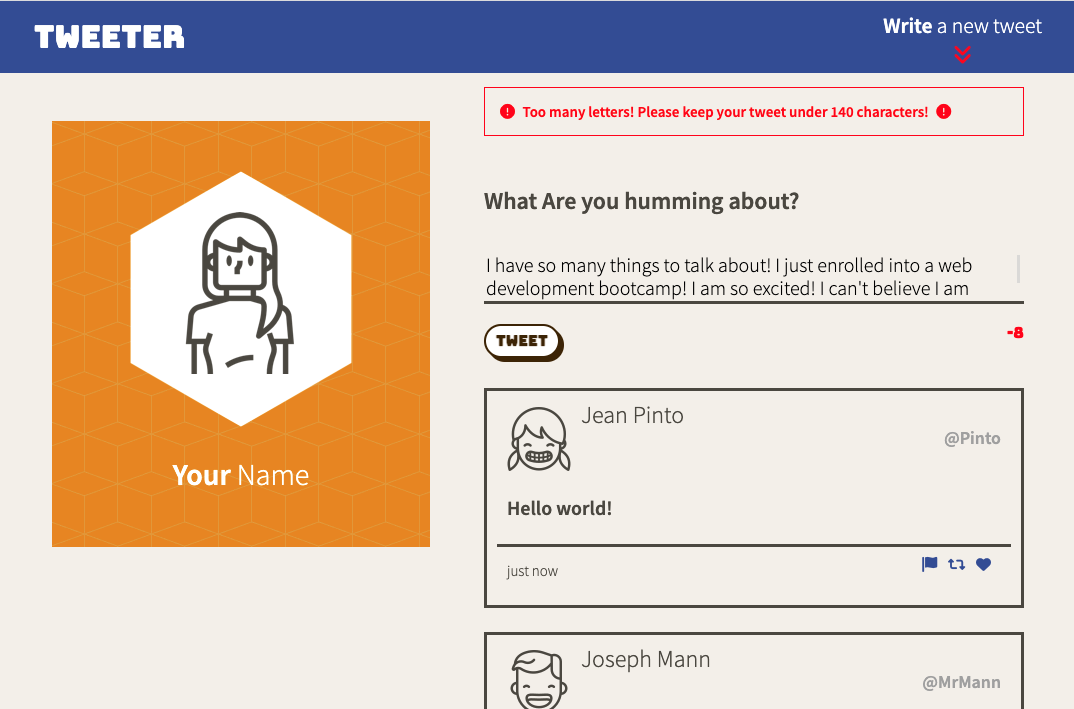 TWEETER
Write a new tweet
Too many letters! Please keep your tweet under 140 characters!
Your Name
What Are you humming about?
I have so many things to talk about! I just enrolled into a web
development bootcamp! I am so excited! I can't believe I am
TWEET
-8
Jean Pinto
@Pinto
Hello world!
just now
Joseph Mann
@MrMann